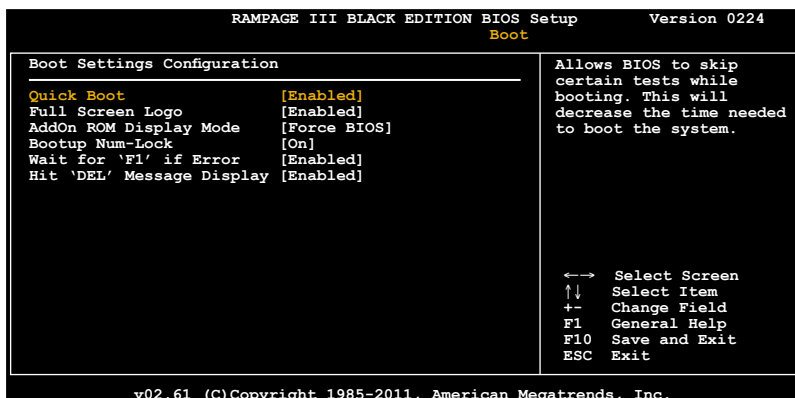 RAMPAGE III BLACK EDITION BIOS Setup Version 0224
Boot
Boot Settings Configuration
Quick Boot [Enabled]
Full Screen Logo [Enabled]
AddOn ROM Display Mode [Force BIOS]
Bootup Num-Lock [On]
Wait for ‘F1’ if Error [Enabled]
Hit ‘DEL’ Message Display [Enabled]
Allows BIOS to skip
certain tests while
booting. This will
decrease the time needed
to boot the system.
←→ Select Screen
↑↓ Select Item
+- Change Field
F1 General Help
F10 Save and Exit
ESC Exit
v02.61 (C)Copyright 1985-2011, American Megatrends, Inc.